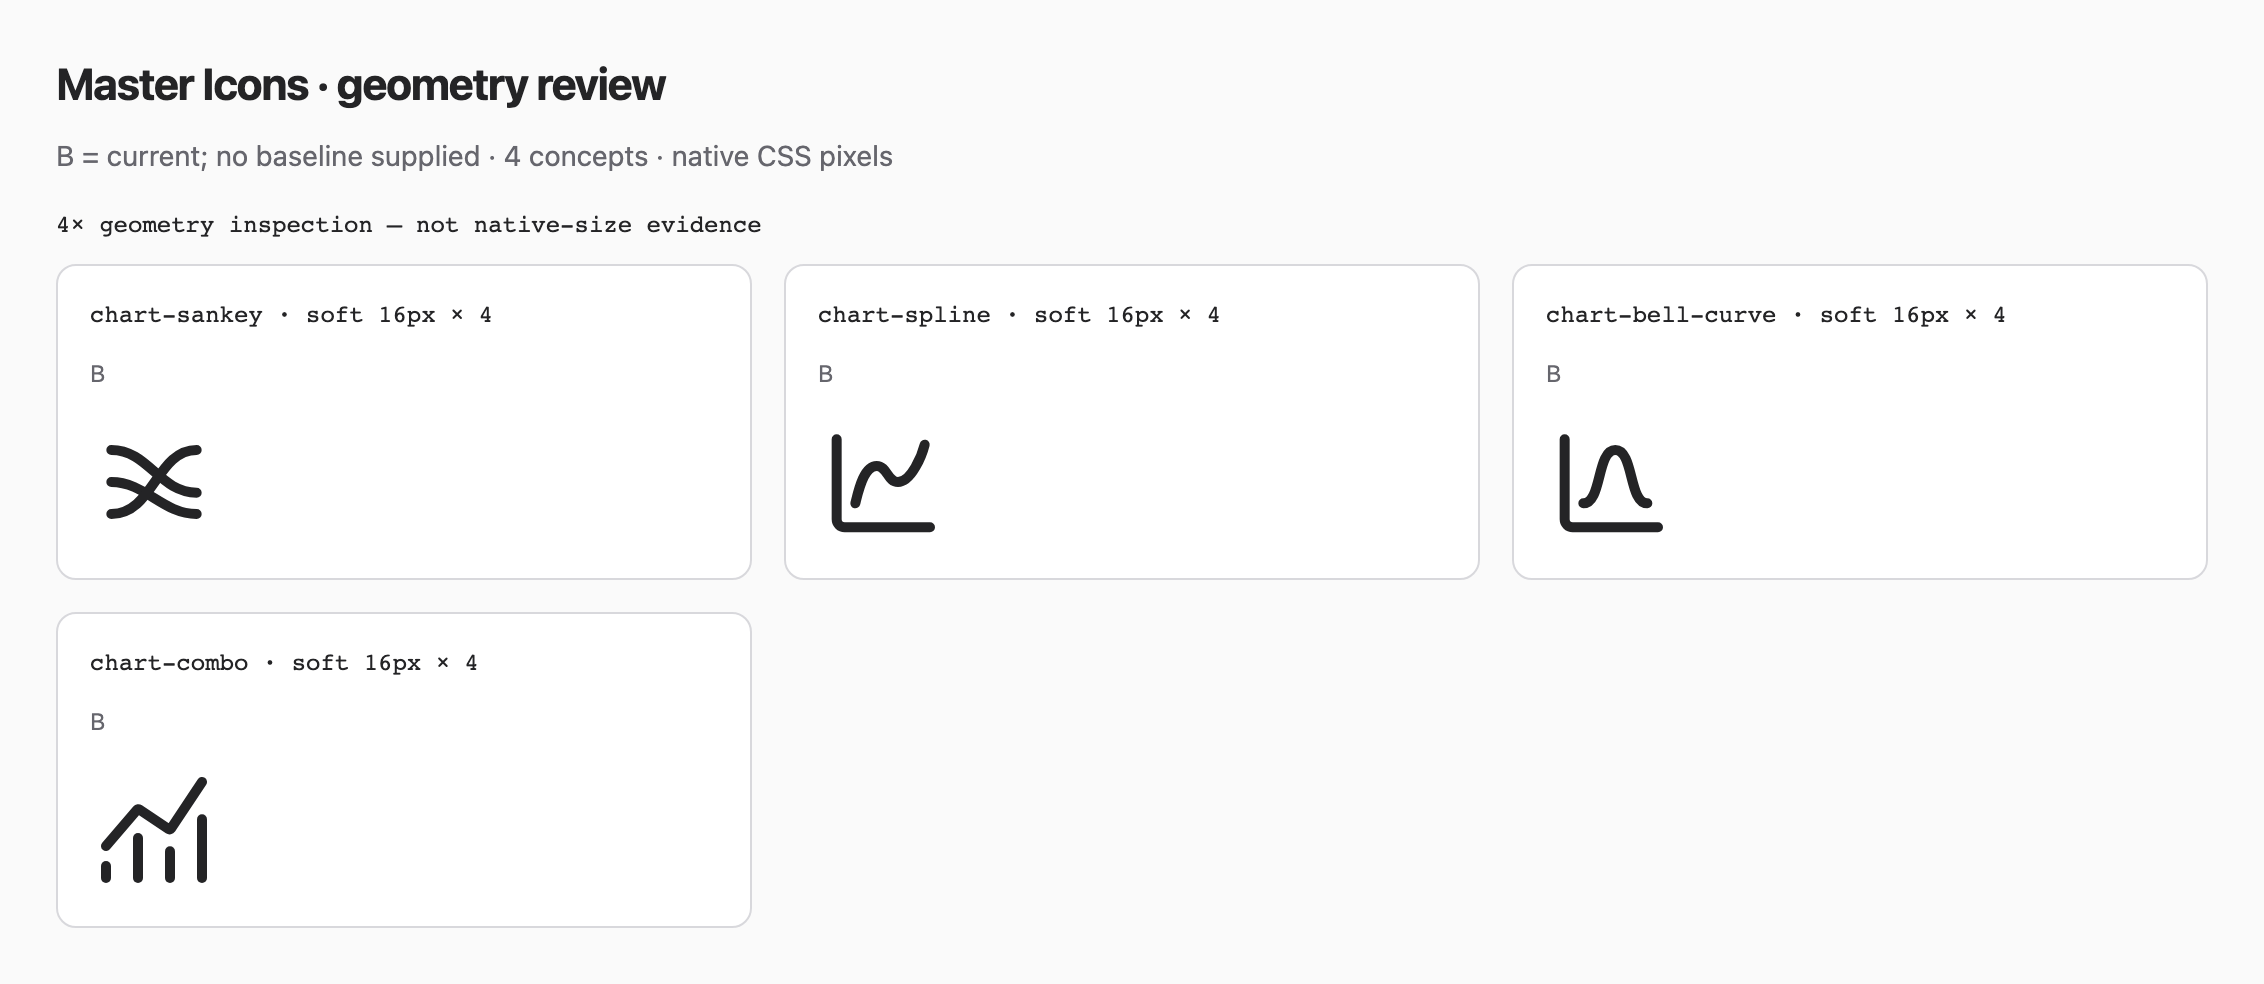 Master Icons · geometry review
B = current; no baseline supplied · 4 concepts · native CSS pixels
4× geometry inspection — not native-size evidence
chart-sankey · soft 16px × 4
B
chart-spline · soft 16px × 4
B
chart-bell-curve · soft 16px × 4
B
chart-combo · soft 16px × 4
B